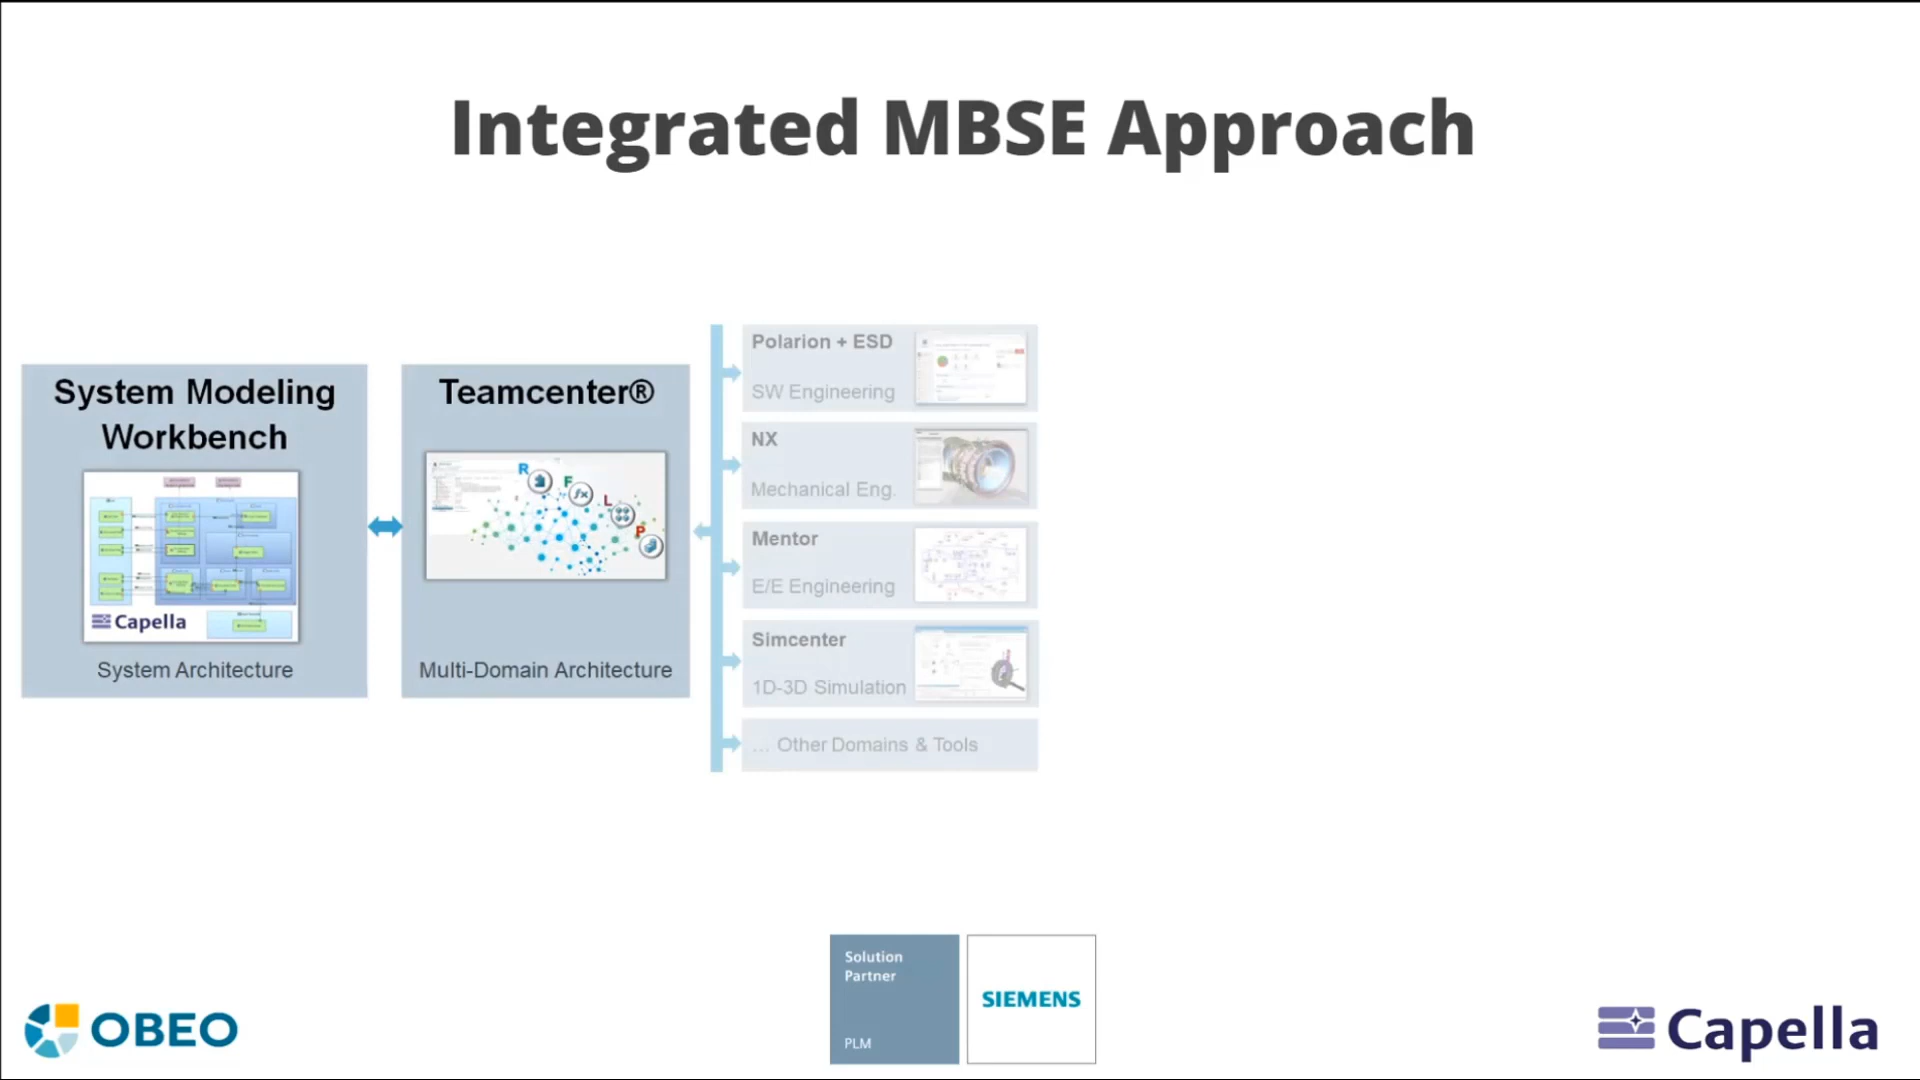 Integrated MBSE Approach
System Modeling
Workbench
Capella
System Architecture
Teamcenter®
R
F
fx
L
P
Multi-Domain Architecture
Polarion + ESD
SW Engineering
NX
Mechanical Eng.
Mentor
E/E Engineering
Simcenter
1D-3D Simulation
... Other Domains & Tools
Solution
Partner
PLM
SIEMENS
OBEO
Capella